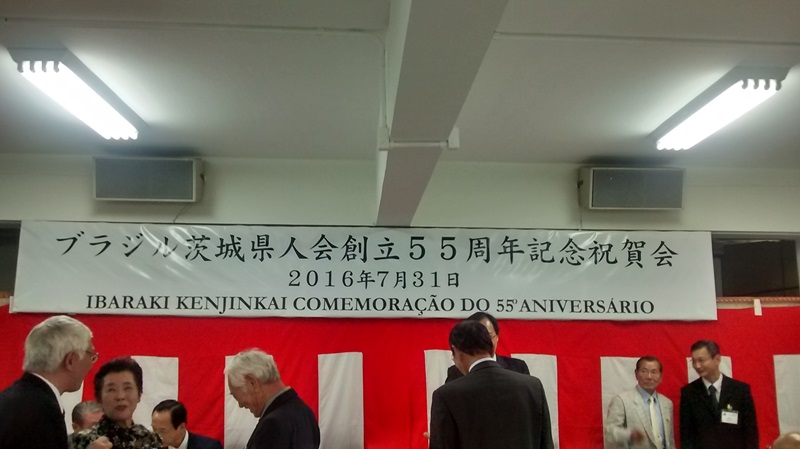 ブラジル茨城県人会創立５５周年記念祝賀会
２０１６年７月３１日
IBARAKI KENJINKAI COMEMORAÇÃO DO 55º ANIVERSÁRIO